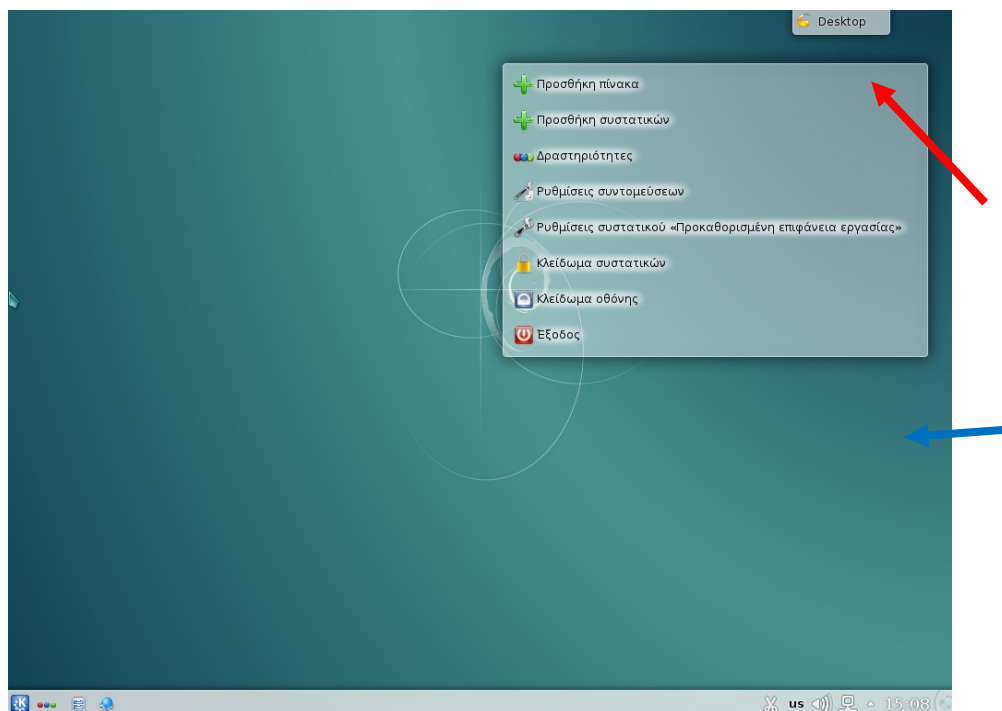 Desktop
Προσθήκη πίνακα
Προσθήκη συστατικών
Δραστηριότητες
Ρυθμίσεις συντομεύσεων
Ρυθμίσεις συστατικού «Προκαθορισμένη επιφάνεια εργασίας»
Κλείδωμα συστατικών
Κλείδωμα οθόνης
Έξοδος
us 15:08